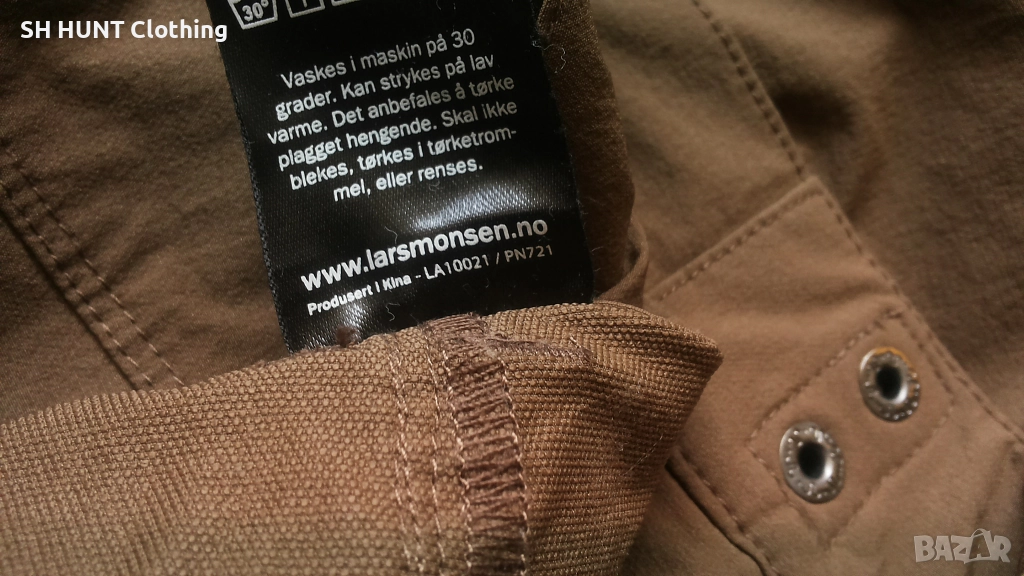 SH HUNT Clothing
30°
Vaskes i maskin på 30
grader. Kan strykes på lav
varme. Det anbefales å tørke
plagget hengende. Skal ikke
blekes, tørkes i tørketrom-
mel, eller renses.
www.larsmonsen.no
Produsert i Kina - LA10021 / PN721
BAZAR